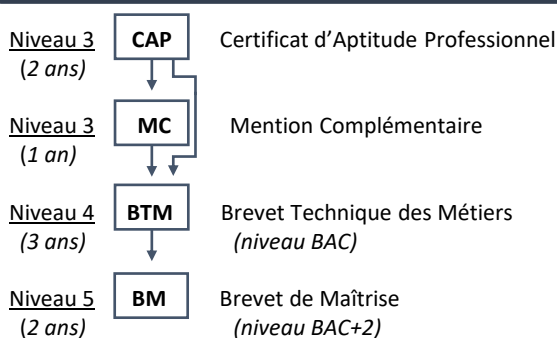 Niveau 3 CAP Certificat d’Aptitude Professionnel
(2 ans)
Niveau 3 MC Mention Complémentaire
(1 an)
Niveau 4 BTM Brevet Technique des Métiers
(3 ans) (niveau BAC)
Niveau 5 BM Brevet de Maîtrise
(2 ans) (niveau BAC+2)